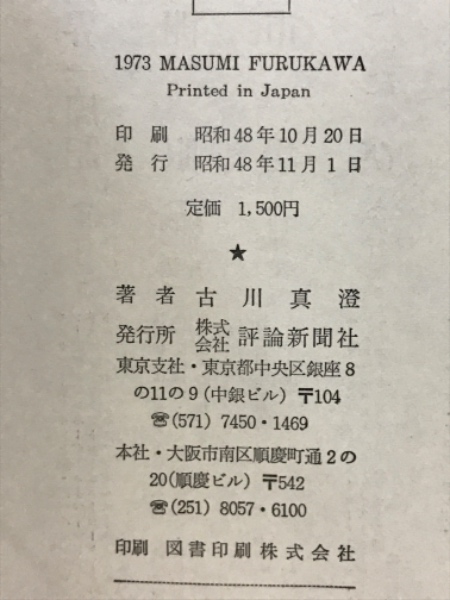 1973 MASUMI FURUKAWA
Printed in Japan
印刷 昭和48年10月20日
発行 昭和48年11月1日
定価 1,500円
★
著者 古川真澄
発行所 株式会社 評論新聞社
東京支社・東京都中央区銀座8
の11の9(中銀ビル) 〒104
☎(571) 7450・1469
本社・大阪市南区順慶町通2の
20(順慶ビル) 〒542
☎(251) 8057・6100
印刷 図書印刷株式会社